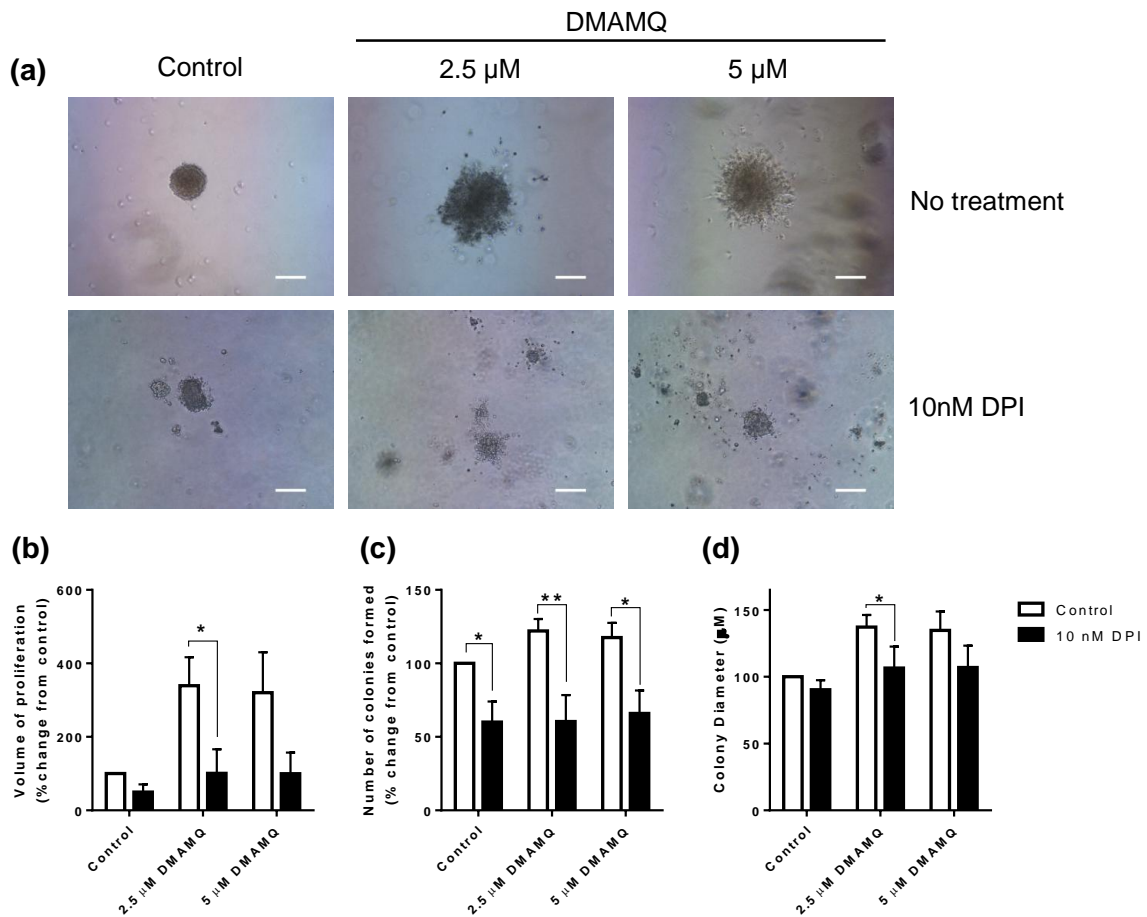 DMAMQ
(a)
Control
2.5 µM
5 µM
No treatment
10nM DPI
(b)
Volume of proliferation
(%change from control)
600
400
200
0
*
Control
2.5 µM DMAMQ
5 µM DMAMQ
(c)
Number of colonies formed
(% change from control)
150
100
50
0
*
**
*
Control
2.5 µM DMAMQ
5 µM DMAMQ
(d)
Colony Diameter (µM)
150
100
50
0
*
Control
2.5 µM DMAMQ
5 µM DMAMQ
Control
10 nM DPI